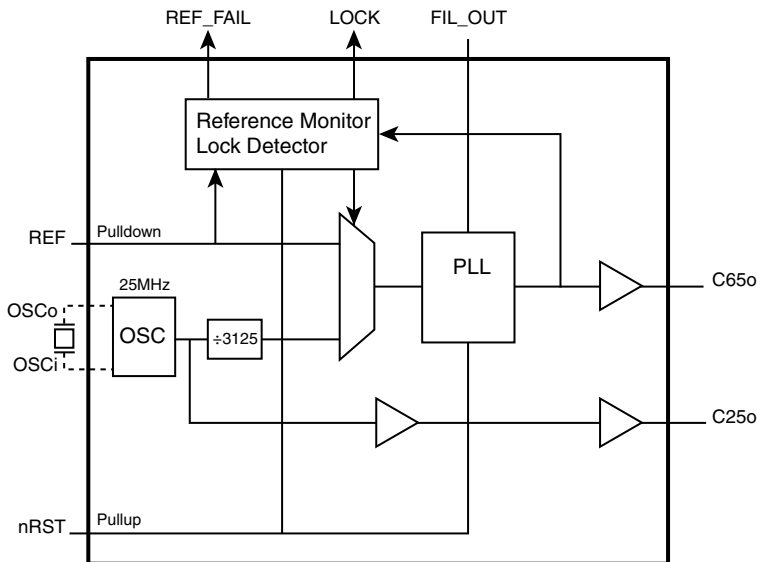 REF_FAIL
LOCK
FIL_OUT
Reference Monitor
Lock Detector
REF
Pulldown
PLL
25MHz
OSCo
OSC
÷3125
OSCi
C65o
C25o
nRST
Pullup